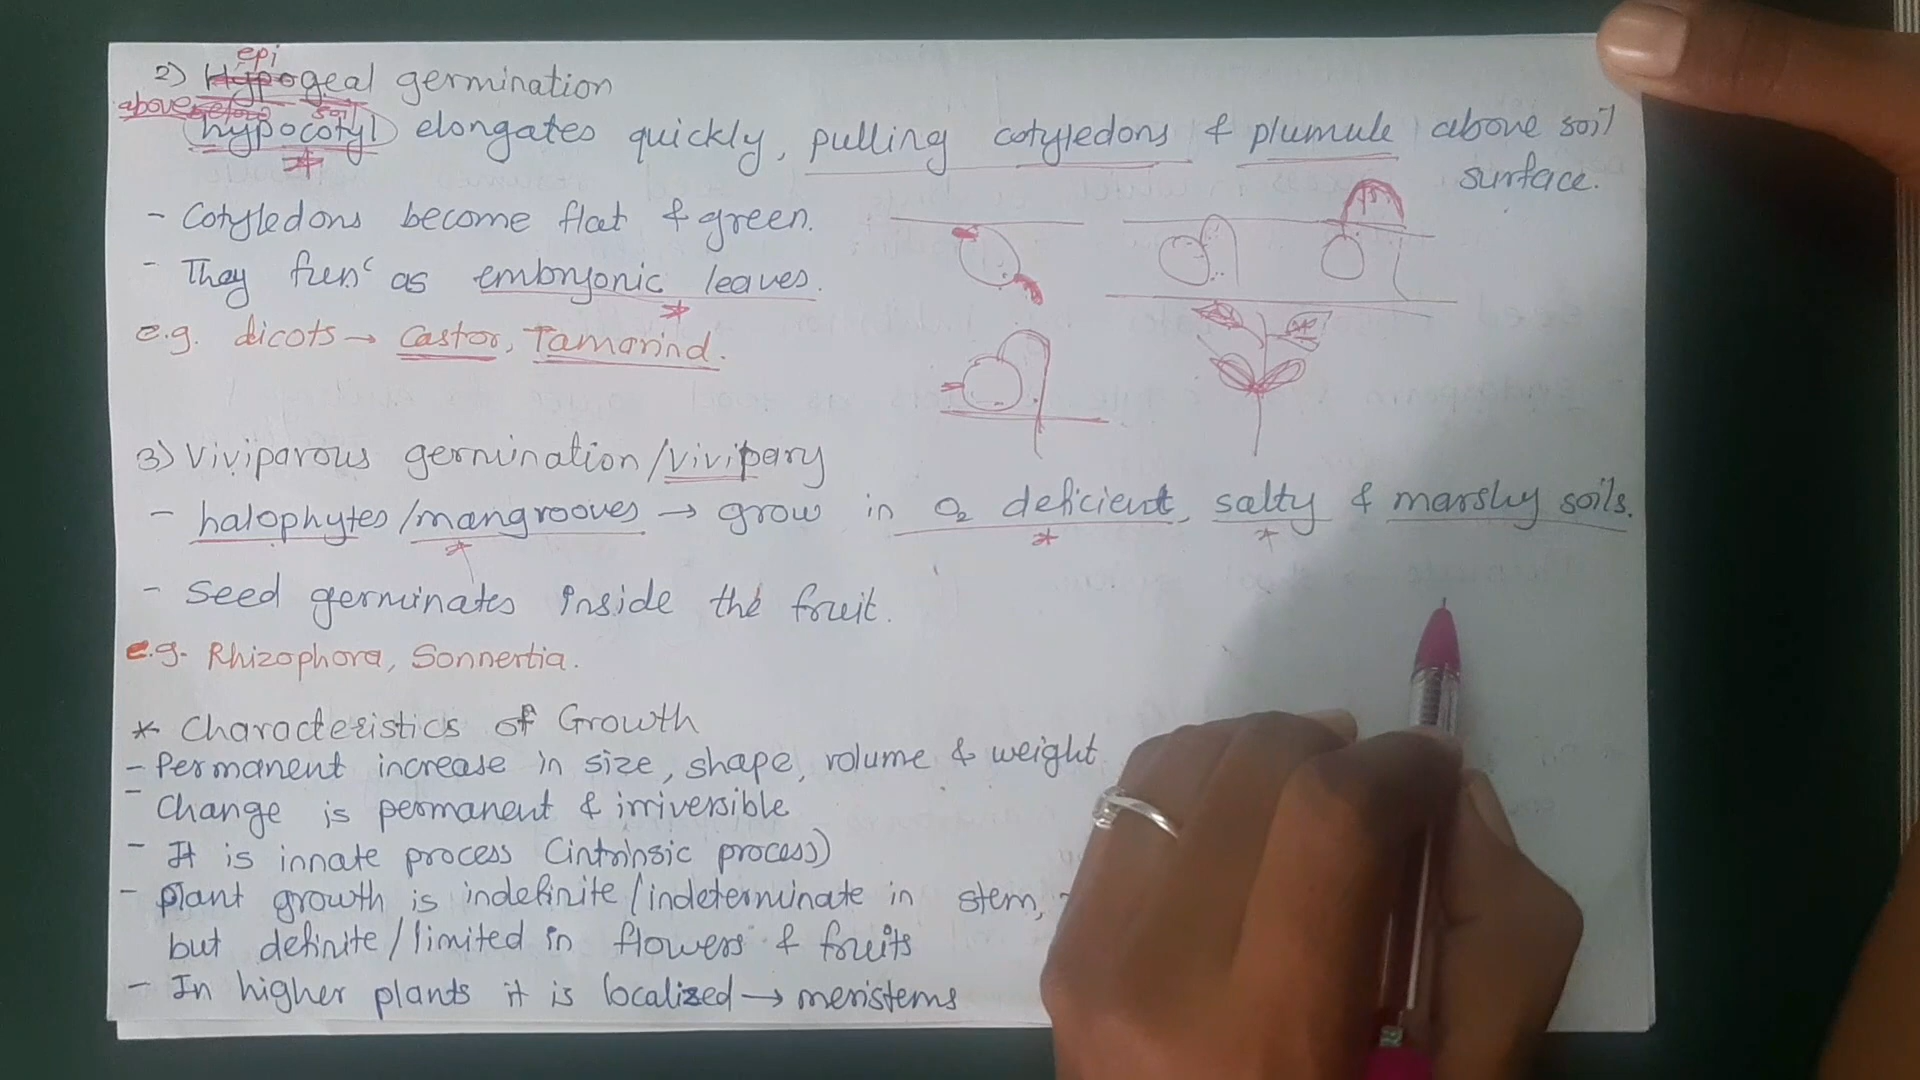 epi
2) Hypogeal germination
above below soil
hypocotyl elongates quickly, pulling cotyledons & plumule above soil
surface.
- Cotyledons become flat & green.
- They func as embryonic leaves.
e.g. dicots → Castor, Tamarind.
3) Viviparous germination/vivipary
- halophytes/mangrooves → grow in O2 deficient, salty & marshy soils.
- Seed germinates inside the fruit.
e.g. Rhizophora, Sonnertia.
* Characteristics of Growth
- Permanent increase in size, shape, volume & weight
- Change is permanent & irriversible
- It is innate process (intrinsic process)
- plant growth is indefinite/indeterminate in stem,
but definite/limited in flowers & fruits
- In higher plants it is localized → meristems